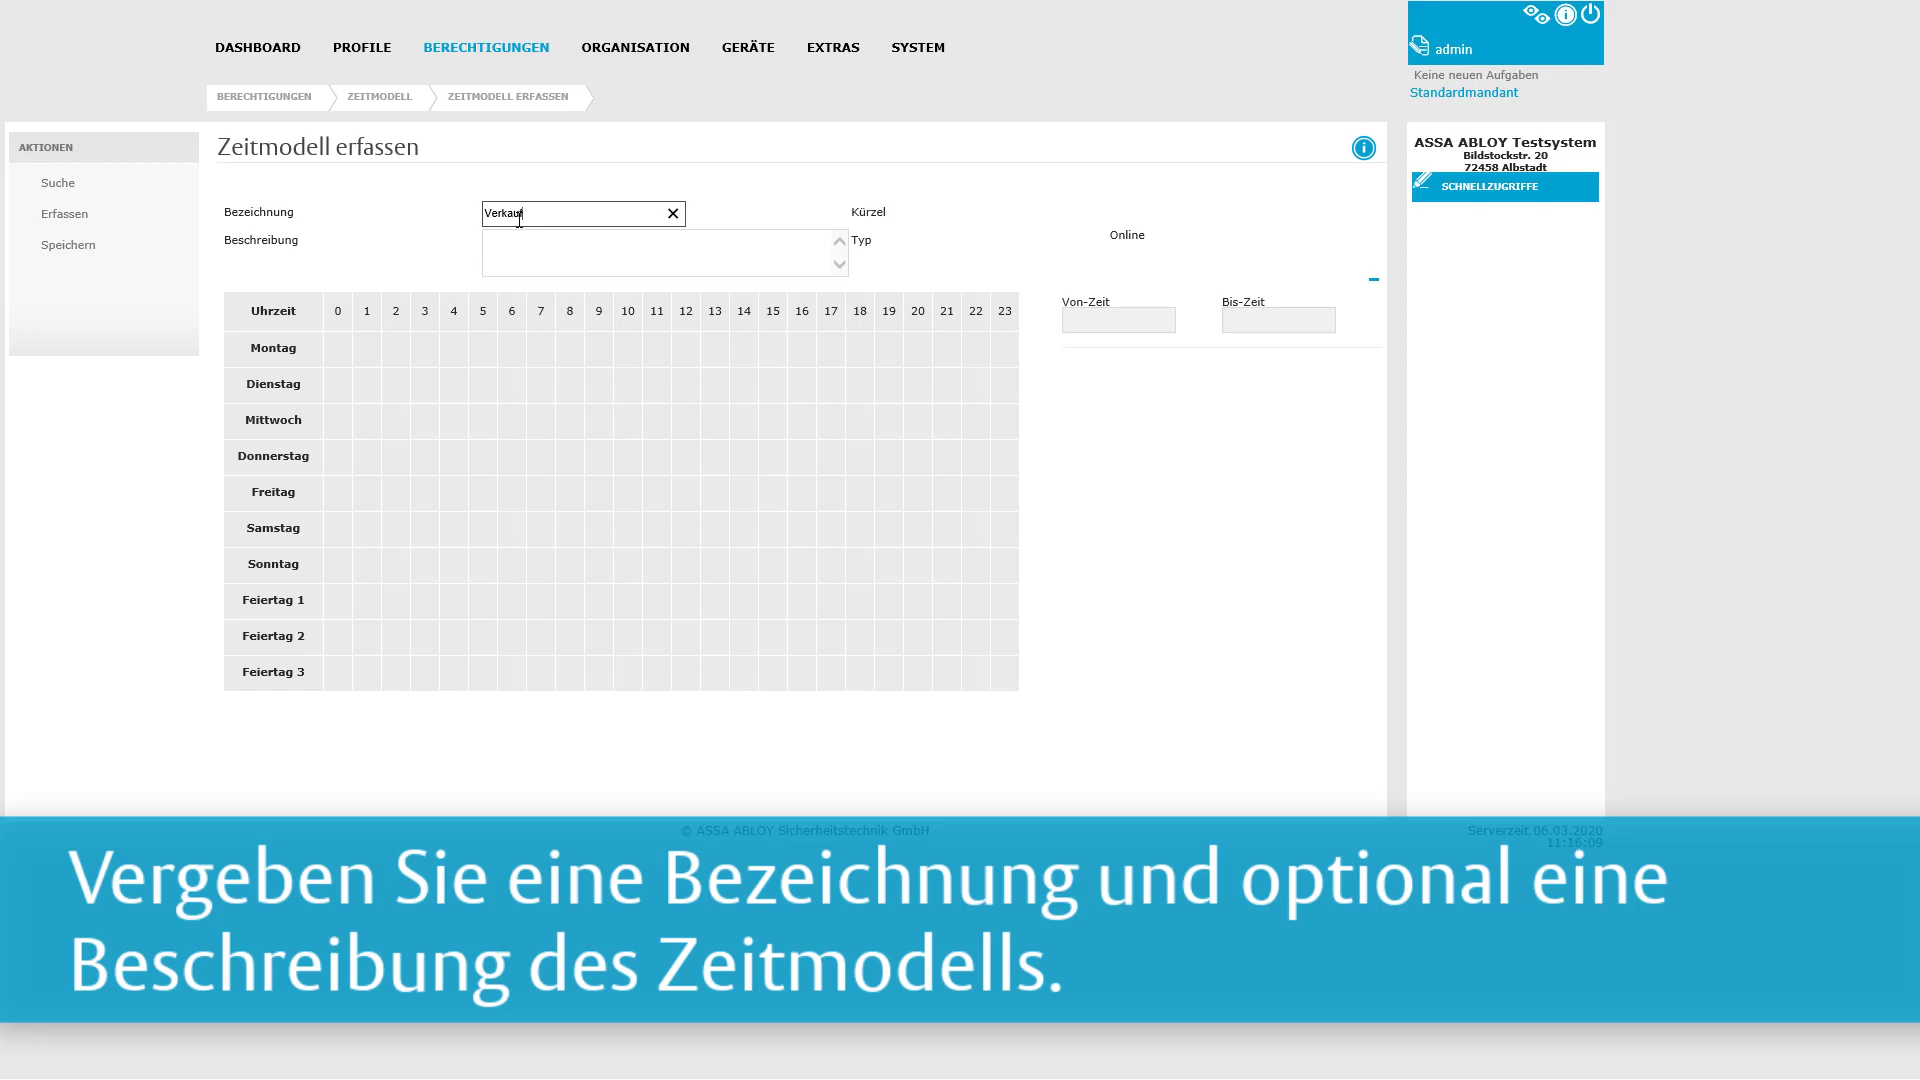 DASHBOARD PROFILE BERECHTIGUNGEN ORGANISATION GERÄTE EXTRAS SYSTEM
admin
Keine neuen Aufgaben
Standardmandant
BERECHTIGUNGEN ZEITMODELL ZEITMODELL ERFASSEN
AKTIONEN
Suche
Erfassen
Speichern
Zeitmodell erfassen
ASSA ABLOY Testsystem
Bildstockstr. 20
72458 Albstadt
SCHNELLZUGRIFFE
Bezeichnung Verkauf Kürzel
Beschreibung Typ Online
Uhrzeit 0 1 2 3 4 5 6 7 8 9 10 11 12 13 14 15 16 17 18 19 20 21 22 23
Von-Zeit Bis-Zeit
Montag
Dienstag
Mittwoch
Donnerstag
Freitag
Samstag
Sonntag
Feiertag 1
Feiertag 2
Feiertag 3
© ASSA ABLOY Sicherheitstechnik GmbH
Serverzeit 06.03.2020
11:16:09
Vergeben Sie eine Bezeichnung und optional eine
Beschreibung des Zeitmodells.